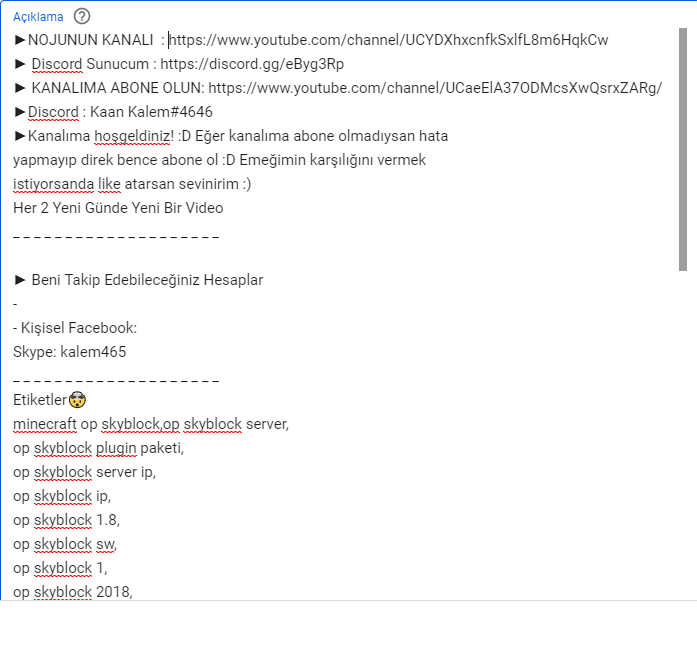 Açıklama ?
►NOJUNUN KANALI : https://www.youtube.com/channel/UCYDXhxcnfkSxlfL8m6HqkCw
► Discord Sunucum : https://discord.gg/eByg3Rp
► KANALIMA ABONE OLUN: https://www.youtube.com/channel/UCaeElA37ODMcsXwQsrxZARg/
►Discord : Kaan Kalem#4646
►Kanalıma hoşgeldiniz! :D Eğer kanalıma abone olmadıysan hata
yapmayıp direk bence abone ol :D Emeğimin karşılığını vermek
istiyorsanda like atarsan sevinirim :)
Her 2 Yeni Günde Yeni Bir Video
_ _ _ _ _ _ _ _ _ _ _ _ _ _ _ _ _ _ _ _
► Beni Takip Edebileceğiniz Hesaplar
-
- Kişisel Facebook:
Skype: kalem465
_ _ _ _ _ _ _ _ _ _ _ _ _ _ _ _ _ _ _ _
Etiketler🤯
minecraft op skyblock,op skyblock server,
op skyblock plugin paketi,
op skyblock server ip,
op skyblock ip,
op skyblock 1.8,
op skyblock sw,
op skyblock 1,
op skyblock 2018,